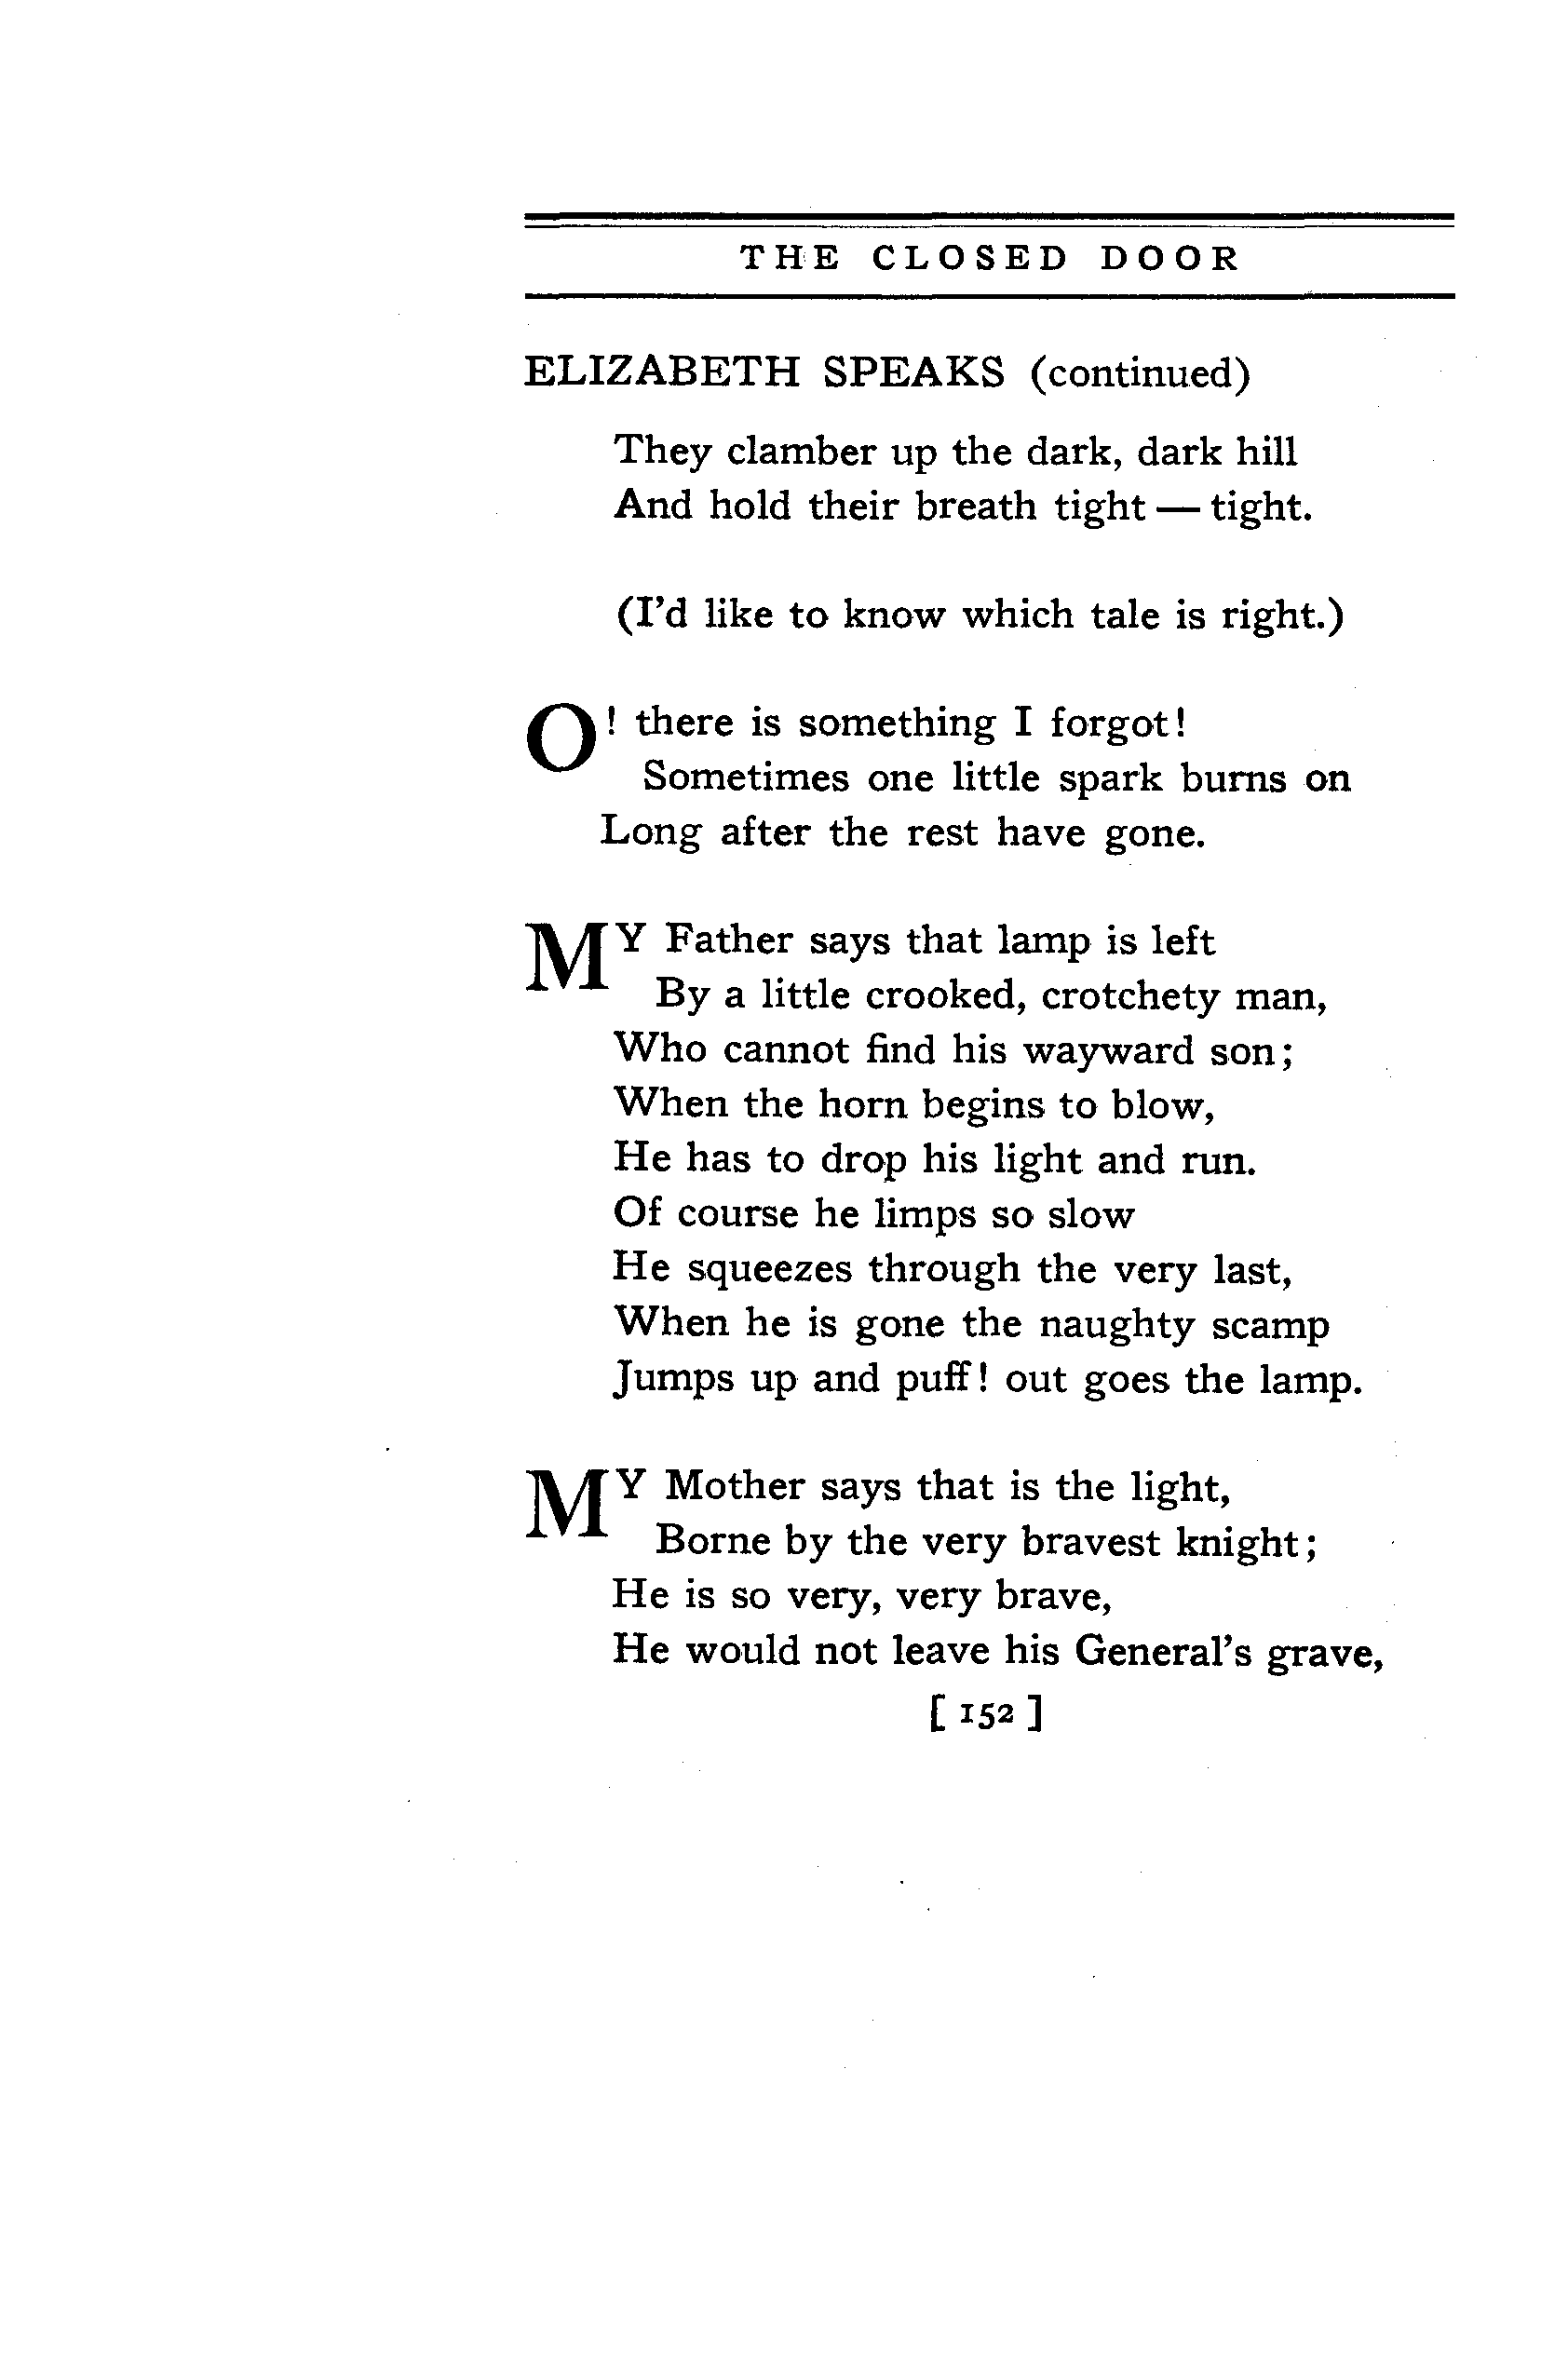 THE CLOSED DOOR
ELIZABETH SPEAKS (continued)
They clamber up the dark, dark hill
And hold their breath tight — tight.
(I'd like to know which tale is right.)
O! there is something I forgot!
Sometimes one little spark burns on
Long after the rest have gone.
MY Father says that lamp is left
By a little crooked, crotchety man,
Who cannot find his wayward son;
When the horn begins to blow,
He has to drop his light and run.
Of course he limps so slow
He squeezes through the very last,
When he is gone the naughty scamp
Jumps up and puff! out goes the lamp.
MY Mother says that is the light,
Borne by the very bravest knight;
He is so very, very brave,
He would not leave his General's grave,
[ 152 ]